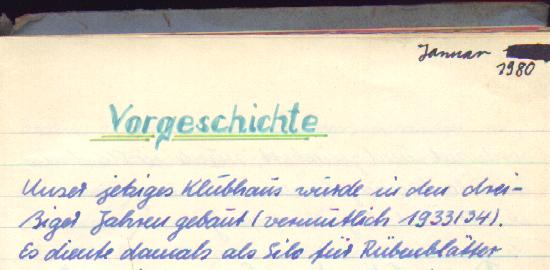 Januar
1980
Vorgeschichte
Unser jetziges Klubhaus wurde in den drei-
ßiger Jahren gebaut (vermutlich 1933/34).
Es diente damals als Silo für Rübenblätter